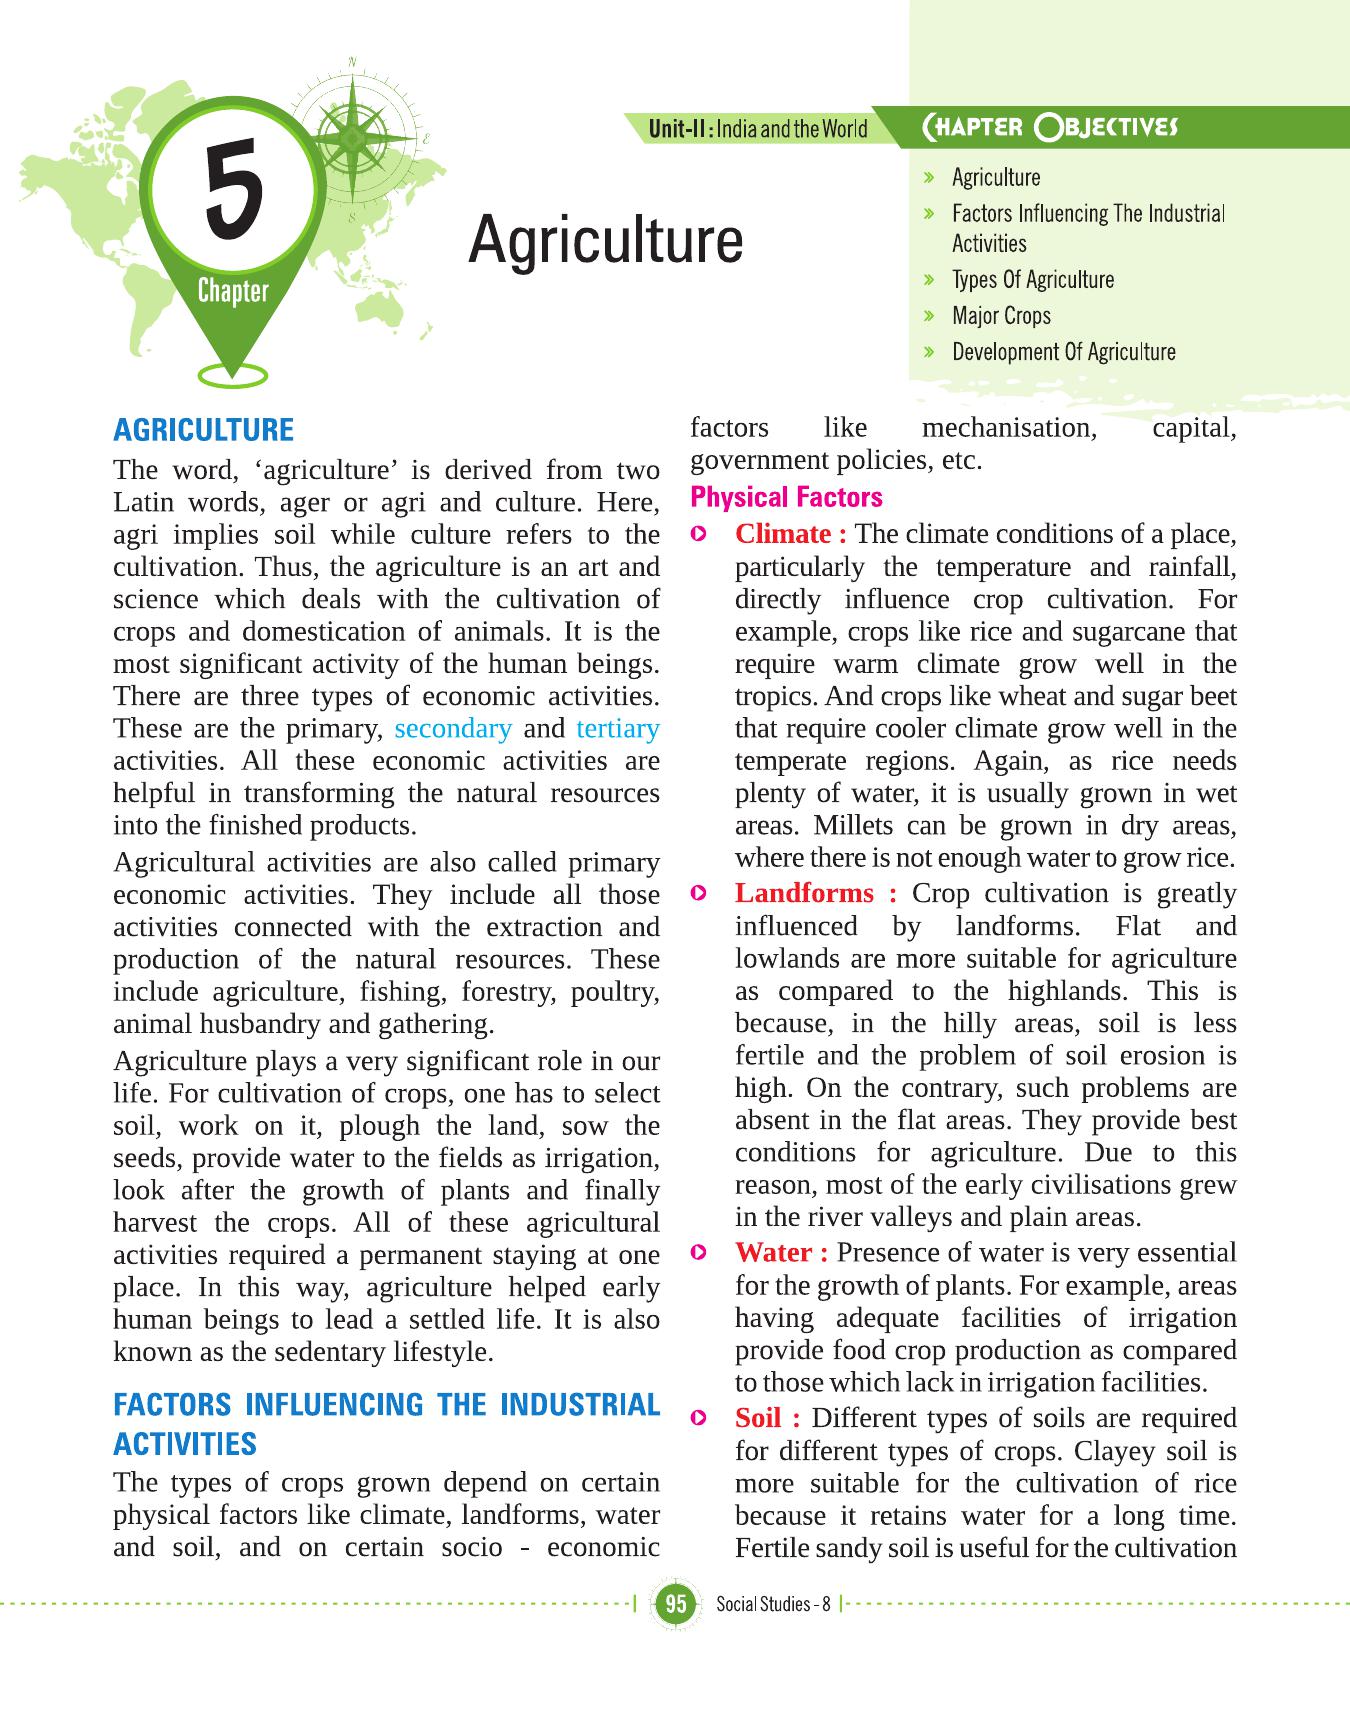 N
E
S
5
Chapter
Unit-II : India and the World
CHAPTER OBJECTIVES
Agriculture
» Agriculture
» Factors Influencing The Industrial
Activities
» Types Of Agriculture
» Major Crops
» Development Of Agriculture
AGRICULTURE
The word, ‘agriculture’ is derived from two
Latin words, ager or agri and culture. Here,
agri implies soil while culture refers to the
cultivation. Thus, the agriculture is an art and
science which deals with the cultivation of
crops and domestication of animals. It is the
most significant activity of the human beings.
There are three types of economic activities.
These are the primary, secondary and tertiary
activities. All these economic activities are
helpful in transforming the natural resources
into the finished products.
Agricultural activities are also called primary
economic activities. They include all those
activities connected with the extraction and
production of the natural resources. These
include agriculture, fishing, forestry, poultry,
animal husbandry and gathering.
Agriculture plays a very significant role in our
life. For cultivation of crops, one has to select
soil, work on it, plough the land, sow the
seeds, provide water to the fields as irrigation,
look after the growth of plants and finally
harvest the crops. All of these agricultural
activities required a permanent staying at one
place. In this way, agriculture helped early
human beings to lead a settled life. It is also
known as the sedentary lifestyle.
FACTORS INFLUENCING THE INDUSTRIAL
ACTIVITIES
The types of crops grown depend on certain
physical factors like climate, landforms, water
and soil, and on certain socio - economic
factors like mechanisation, capital,
government policies, etc.
Physical Factors
Climate : The climate conditions of a place,
particularly the temperature and rainfall,
directly influence crop cultivation. For
example, crops like rice and sugarcane that
require warm climate grow well in the
tropics. And crops like wheat and sugar beet
that require cooler climate grow well in the
temperate regions. Again, as rice needs
plenty of water, it is usually grown in wet
areas. Millets can be grown in dry areas,
where there is not enough water to grow rice.
Landforms : Crop cultivation is greatly
influenced by landforms. Flat and
lowlands are more suitable for agriculture
as compared to the highlands. This is
because, in the hilly areas, soil is less
fertile and the problem of soil erosion is
high. On the contrary, such problems are
absent in the flat areas. They provide best
conditions for agriculture. Due to this
reason, most of the early civilisations grew
in the river valleys and plain areas.
Water : Presence of water is very essential
for the growth of plants. For example, areas
having adequate facilities of irrigation
provide food crop production as compared
to those which lack in irrigation facilities.
Soil : Different types of soils are required
for different types of crops. Clayey soil is
more suitable for the cultivation of rice
because it retains water for a long time.
Fertile sandy soil is useful for the cultivation
95 Social Studies - 8